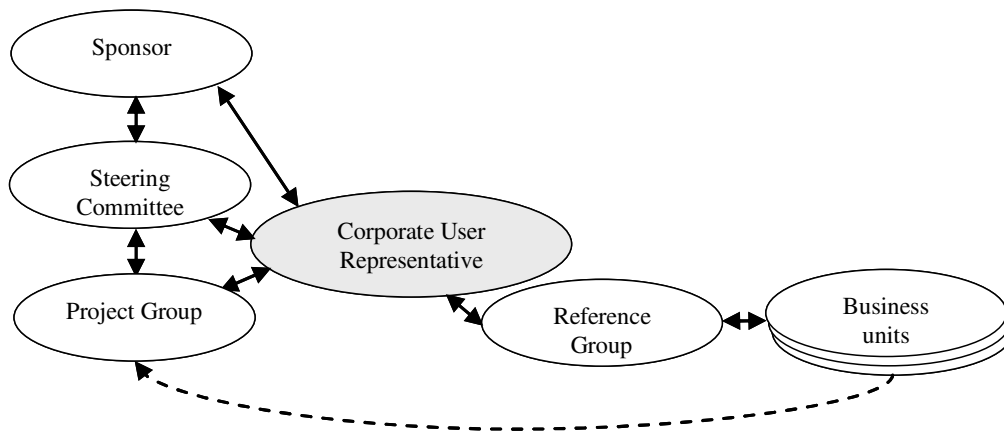 Sponsor
Steering
Committee
Corporate User
Representative
Project Group
Reference
Group
Business
units